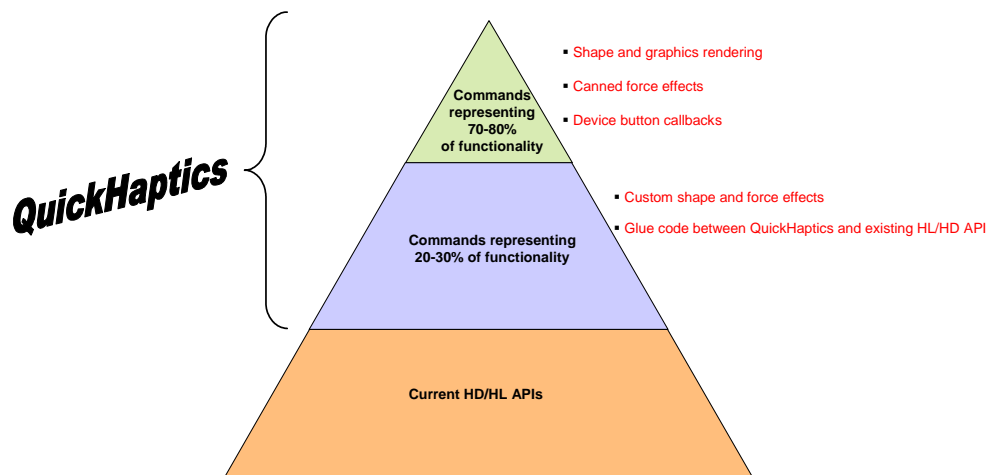 QuickHaptics
Commands
representing
70-80%
of functionality
▪ Shape and graphics rendering
▪ Canned force effects
▪ Device button callbacks
Commands representing
20-30% of functionality
▪ Custom shape and force effects
▪ Glue code between QuickHaptics and existing HL/HD API
Current HD/HL APIs